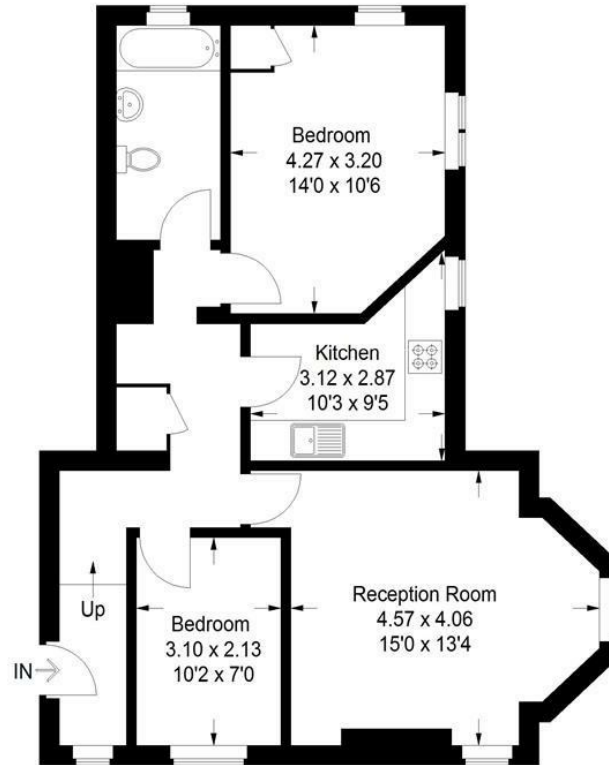 Bedroom
4.27 x 3.20
14'0 x 10'6
Kitchen
3.12 x 2.87
10'3 x 9'5
Reception Room
4.57 x 4.06
15'0 x 13'4
Up
Bedroom
3.10 x 2.13
10'2 x 7'0
IN